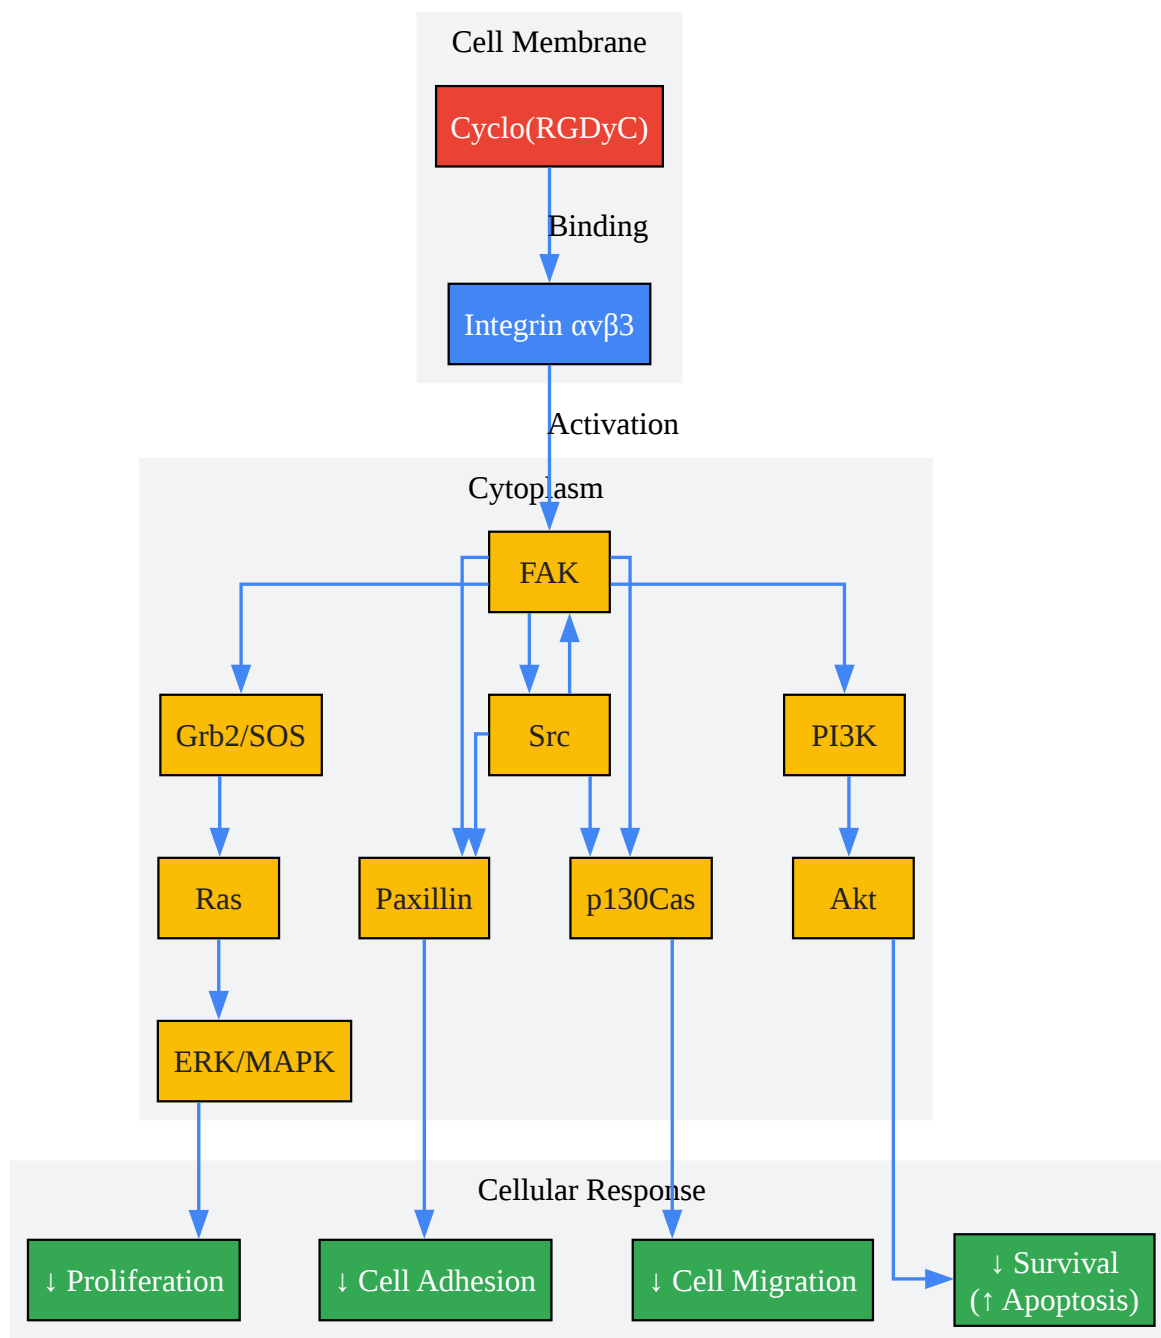 Cell Membrane
Cyclo(RGDyC)
Binding
Integrin αvβ3
Activation
Cytoplasm
FAK
Grb2/SOS
Src
PI3K
Ras
Paxillin
p130Cas
Akt
ERK/MAPK
Cellular Response
↓ Proliferation
↓ Cell Adhesion
↓ Cell Migration
↓ Survival
(↑ Apoptosis)